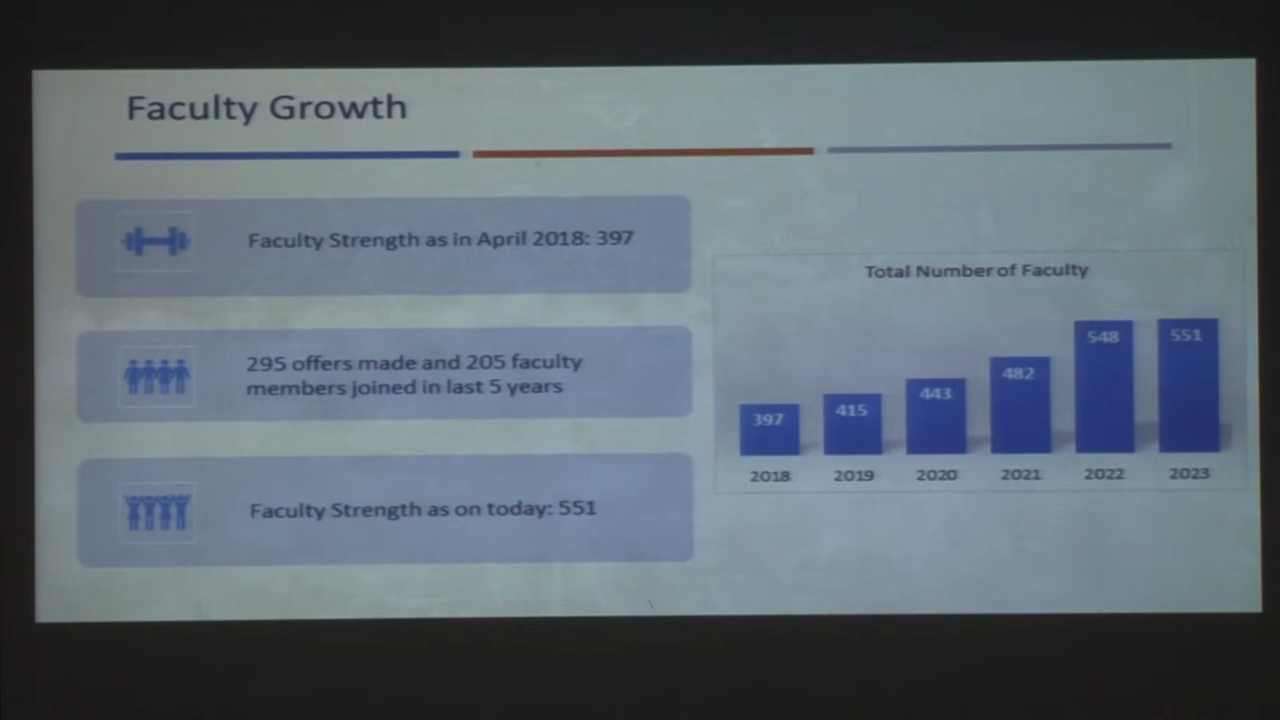 Faculty Growth
Faculty Strength as in April 2018: 397
295 offers made and 205 faculty
members joined in last 5 years
Faculty Strength as on today: 551
Total Number of Faculty
397
415
443
482
548
551
2018
2019
2020
2021
2022
2023